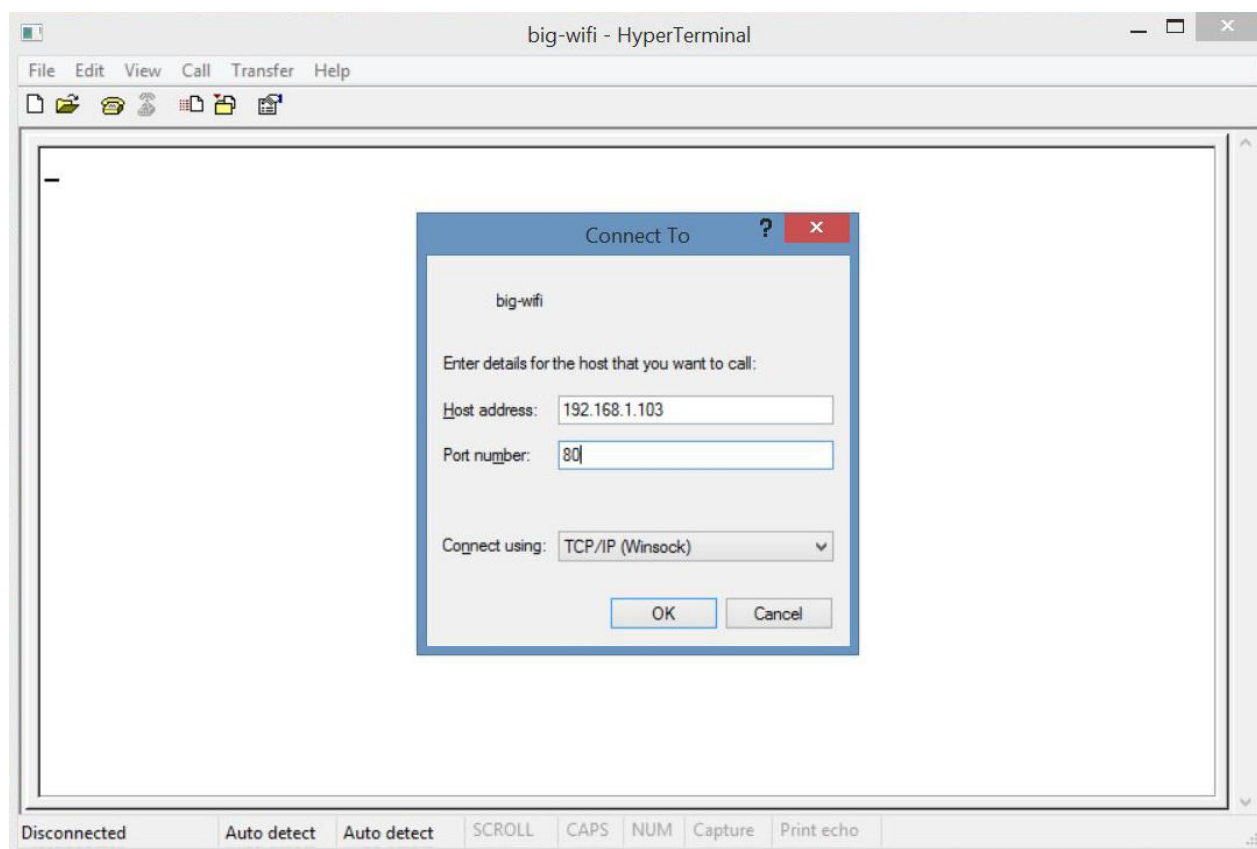 big-wifi - HyperTerminal
File Edit View Call Transfer Help
Connect To ?
big-wifi
Enter details for the host that you want to call:
Host address: 192.168.1.103
Port number: 80
Connect using: TCP/IP (Winsock)
OK Cancel
Disconnected Auto detect Auto detect SCROLL CAPS NUM Capture Print echo